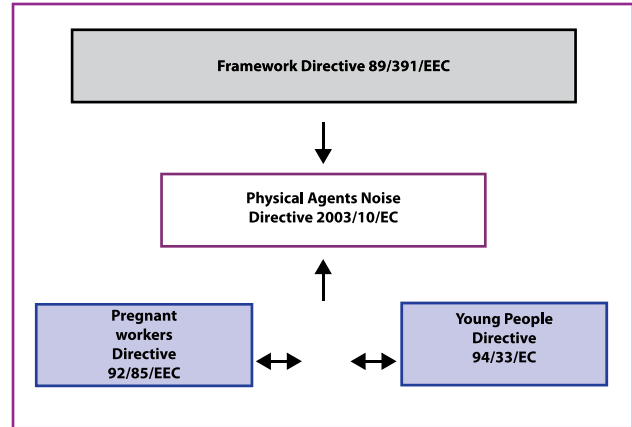 Framework Directive 89/391/EEC
Physical Agents Noise
Directive 2003/10/EC
Pregnant
workers
Directive
92/85/EEC
Young People
Directive
94/33/EC